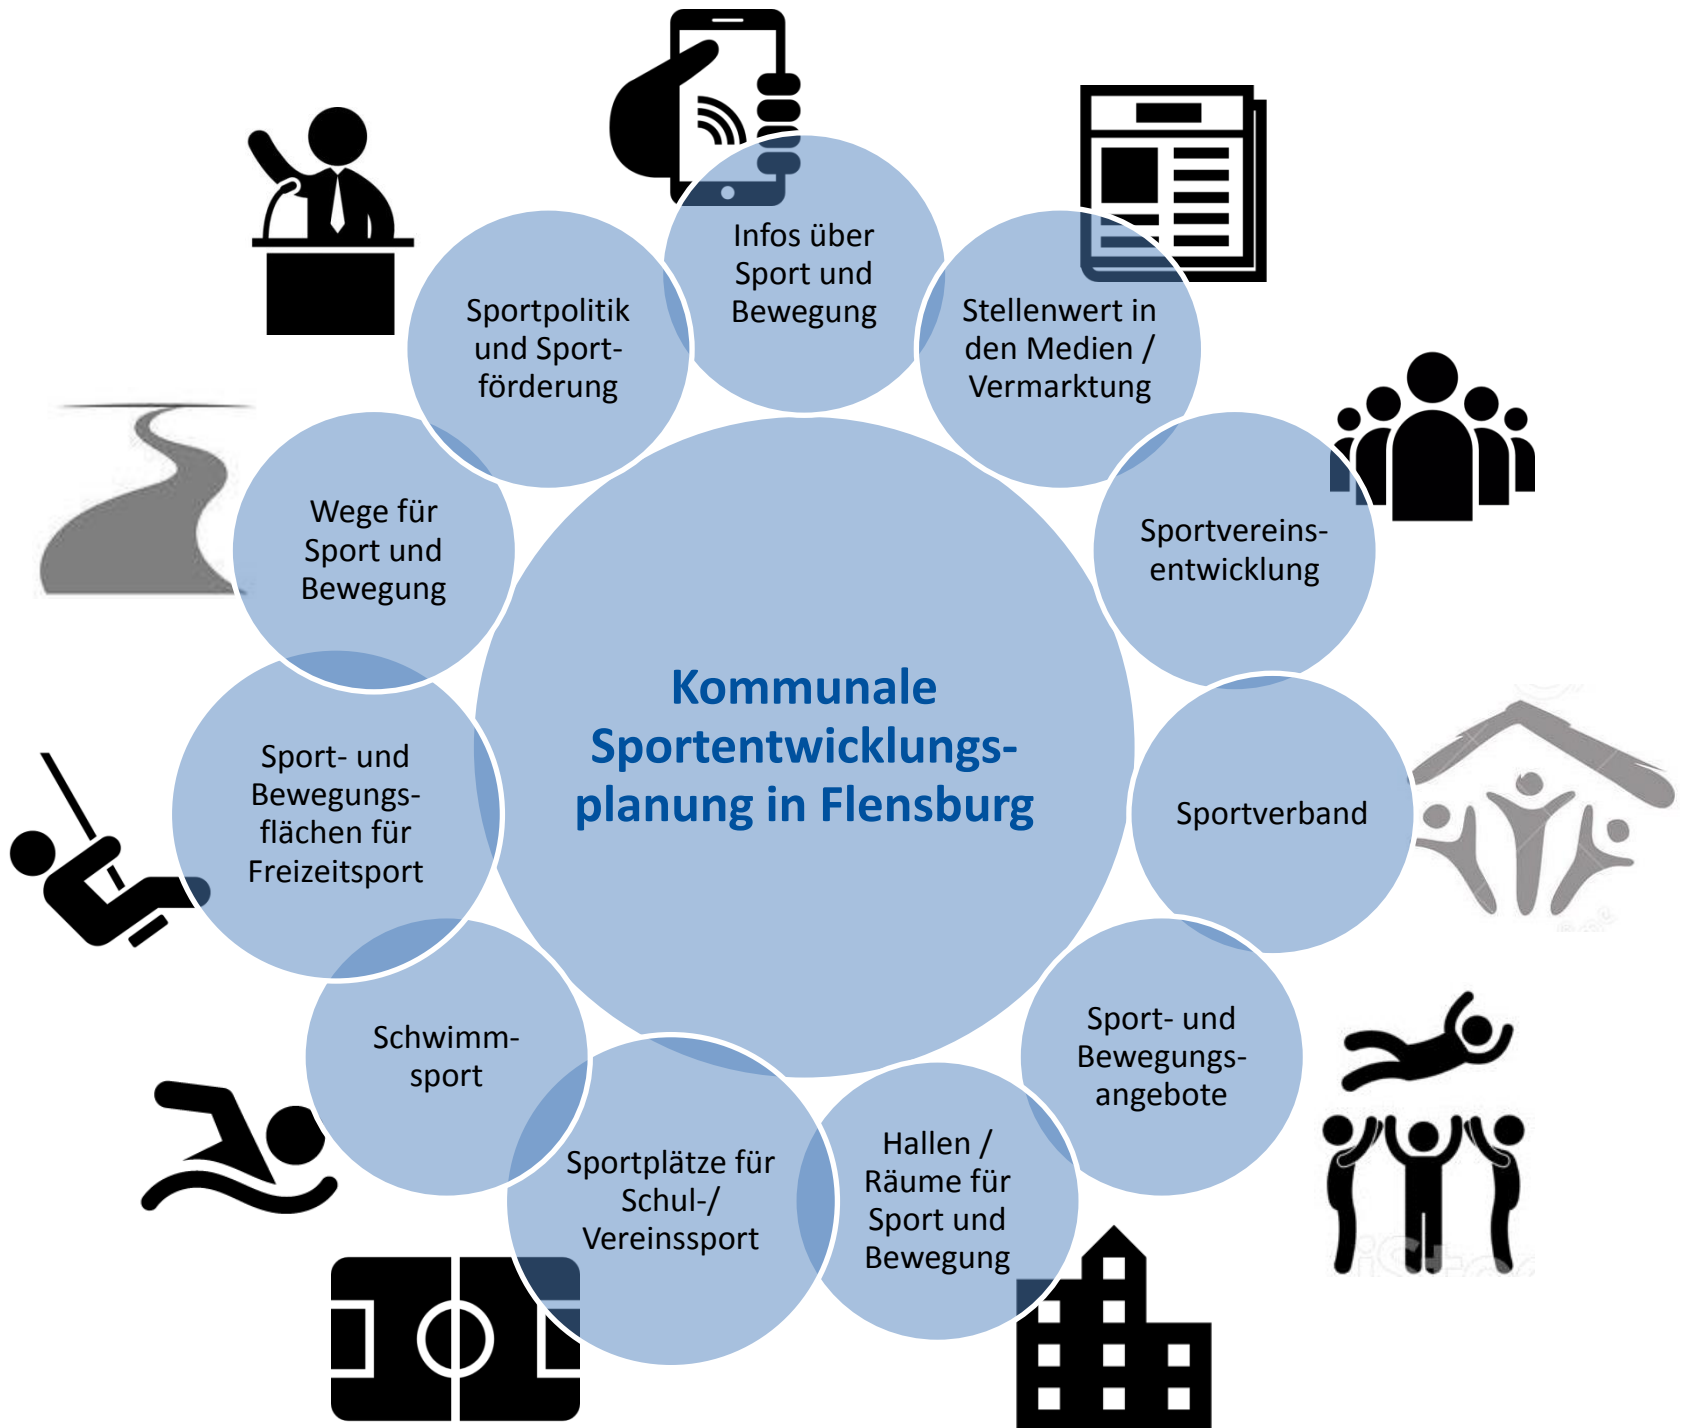 Infos über
Sport und
Bewegung
Stellenwert in
den Medien /
Vermarktung
Sportvereins-
entwicklung
Sportverband
Sport- und
Bewegungs-
angebote
Hallen /
Räume für
Sport und
Bewegung
Sportplätze für
Schul-/
Vereinssport
Schwimm-
sport
Sport- und
Bewegungs-
flächen für
Freizeitsport
Wege für
Sport und
Bewegung
Sportpolitik
und Sport-
förderung
Kommunale
Sportentwicklungs-
planung in Flensburg